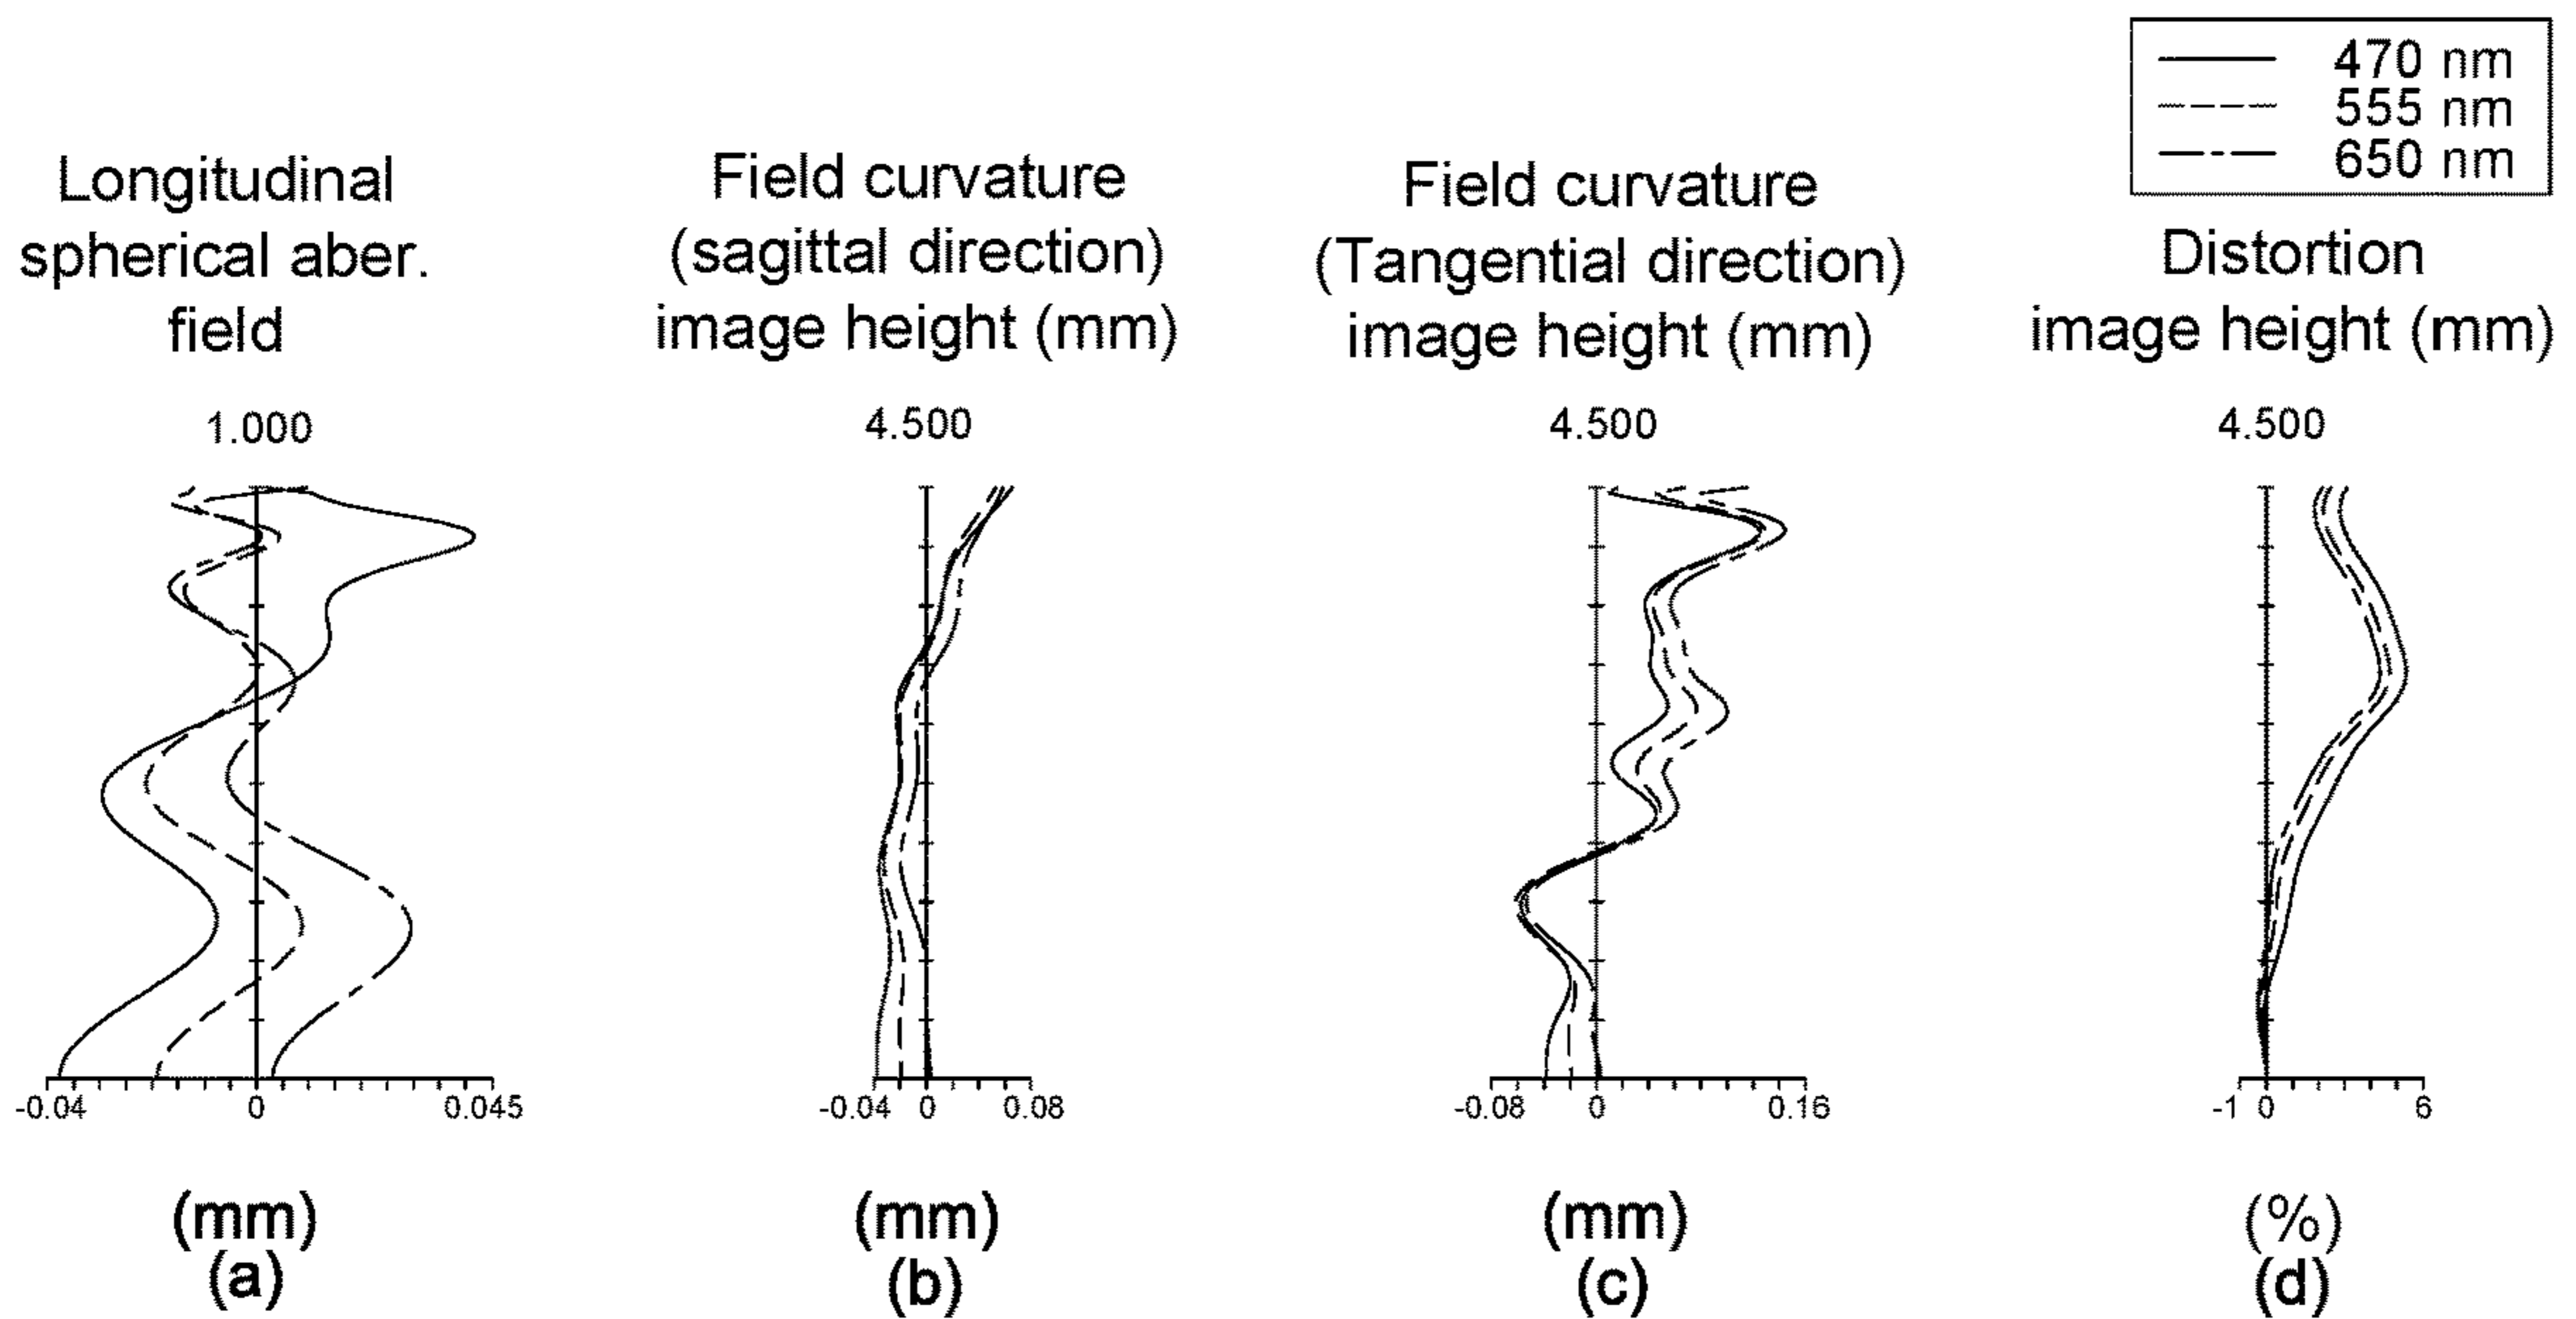 470 nm
555 nm
650 nm
Longitudinal
spherical aber.
field
1.000
-0.04 0 0.045
(mm)
(a)
Field curvature
(sagittal direction)
image height (mm)
4.500
-0.04 0 0.08
(mm)
(b)
Field curvature
(Tangential direction)
image height (mm)
4.500
-0.08 0 0.16
(mm)
(c)
Distortion
image height (mm)
4.500
-1 0 6
(%)
(d)